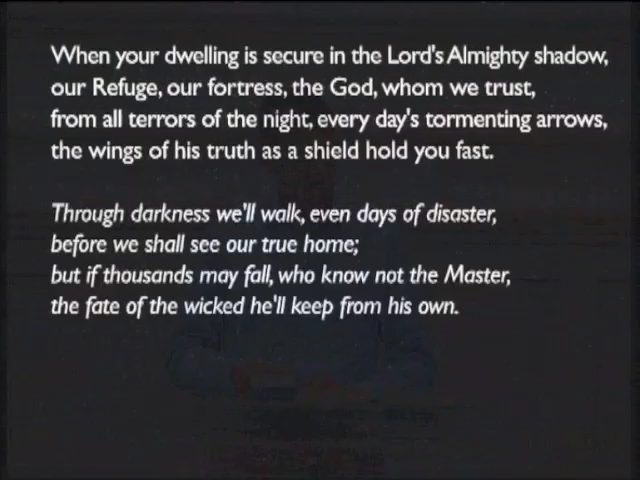 When your dwelling is secure in the Lord's Almighty shadow,
our Refuge, our fortress, the God, whom we trust,
from all terrors of the night, every day's tormenting arrows,
the wings of his truth as a shield hold you fast.
Through darkness we'll walk, even days of disaster,
before we shall see our true home;
but if thousands may fall, who know not the Master,
the fate of the wicked he'll keep from his own.